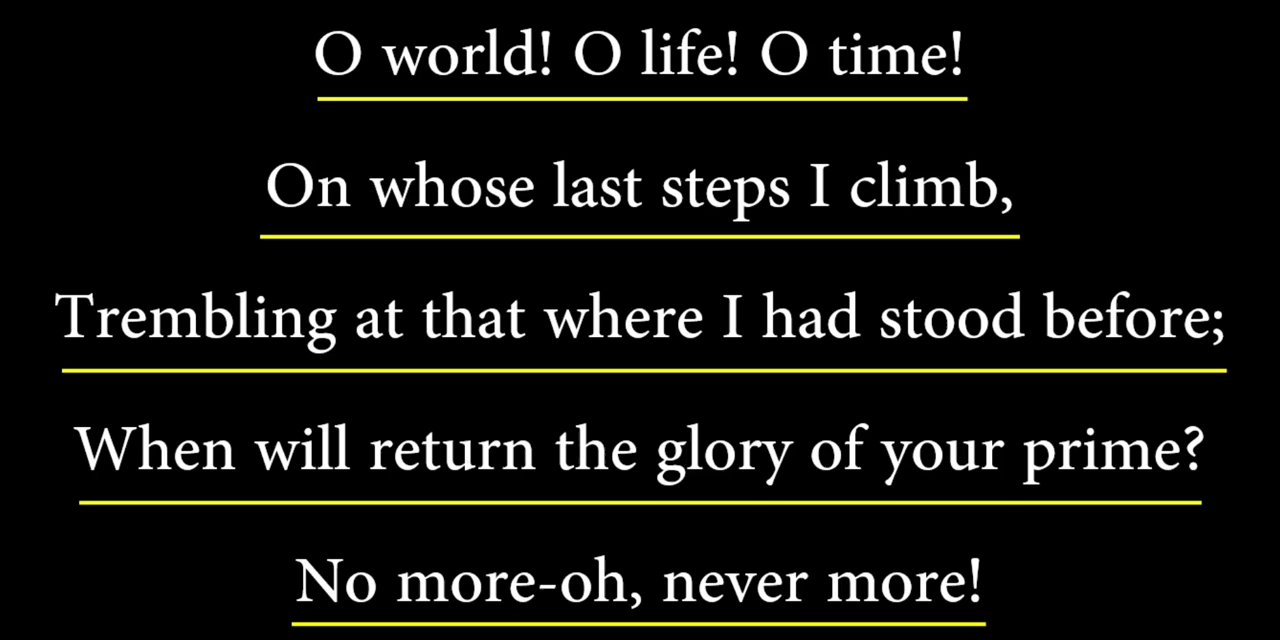 O world! O life! O time!
On whose last steps I climb,
Trembling at that where I had stood before;
When will return the glory of your prime?
No more-oh, never more!